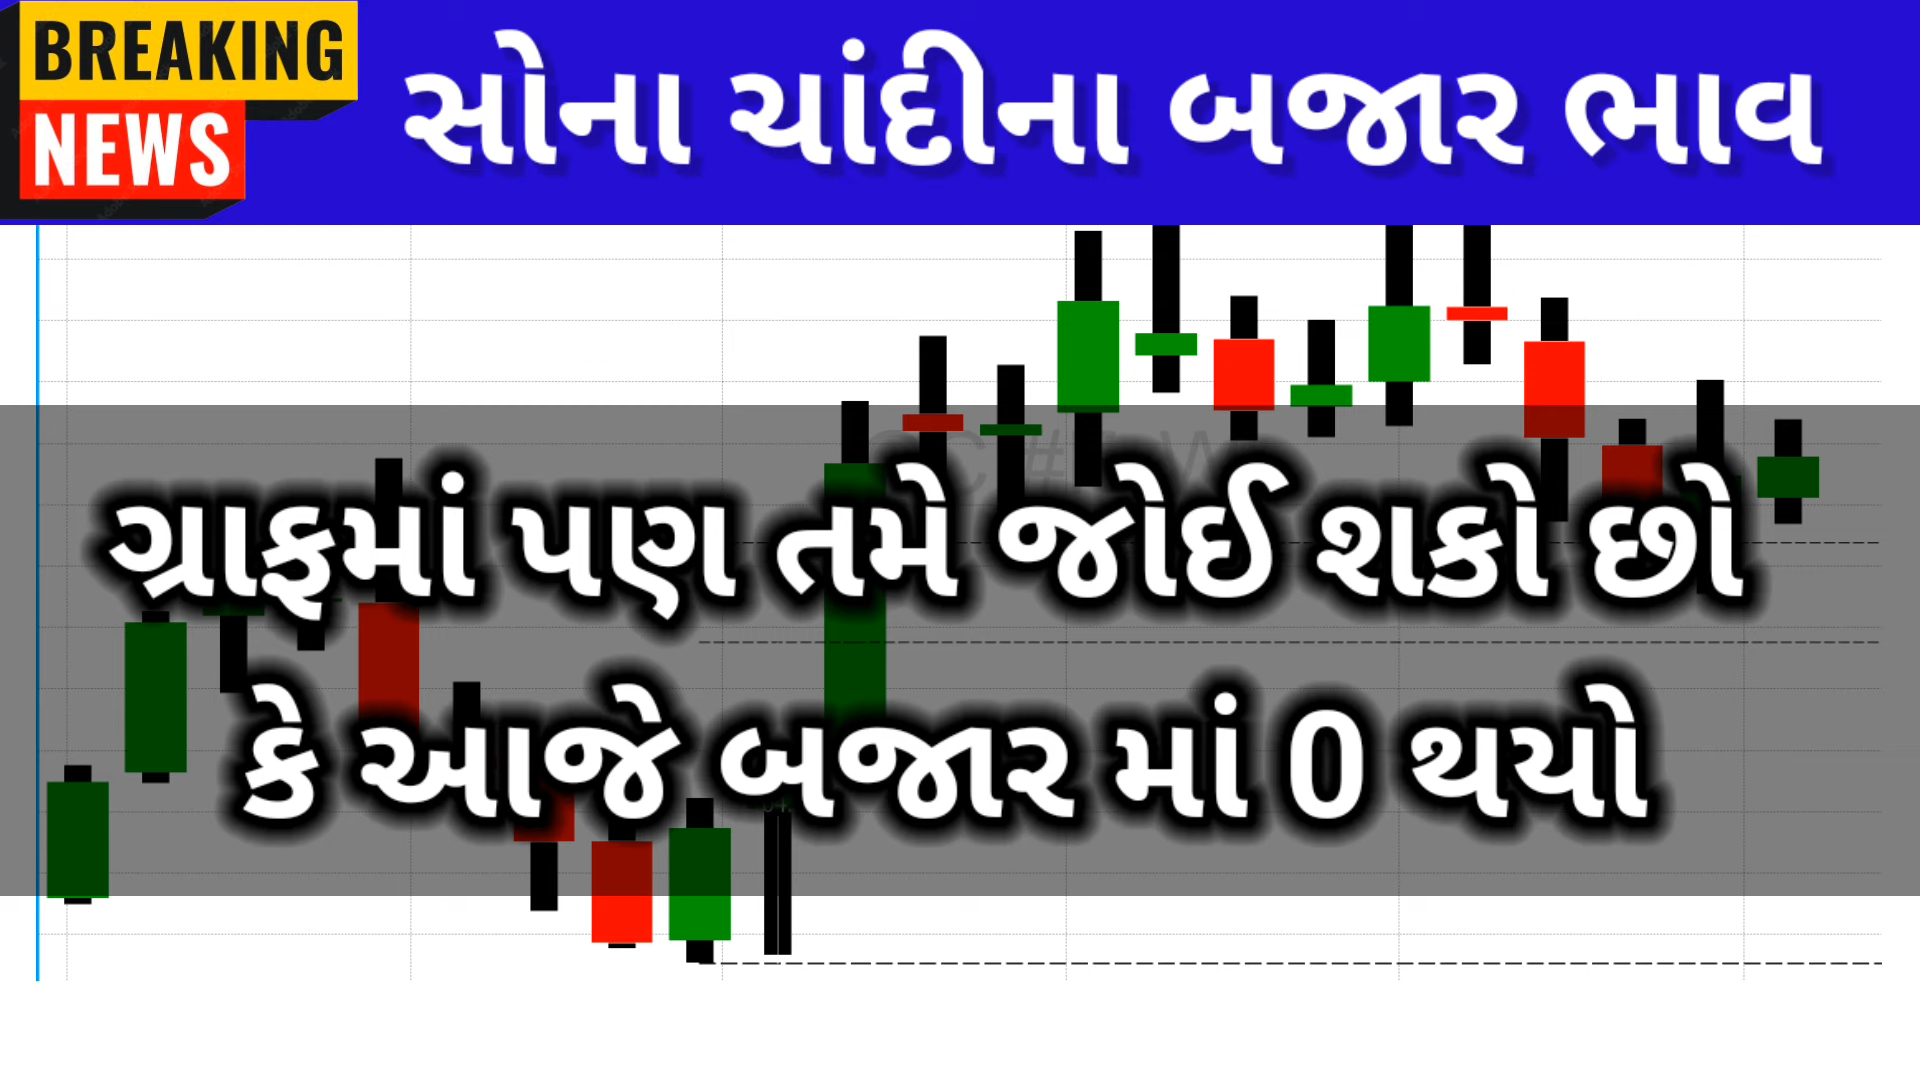 BREAKING
NEWS
સોના ચાંદીના બજાર ભાવ
ગ્રાફમાં પણ તમે જોઈ શકો છો
કે આજે બજાર માં 0 થયો